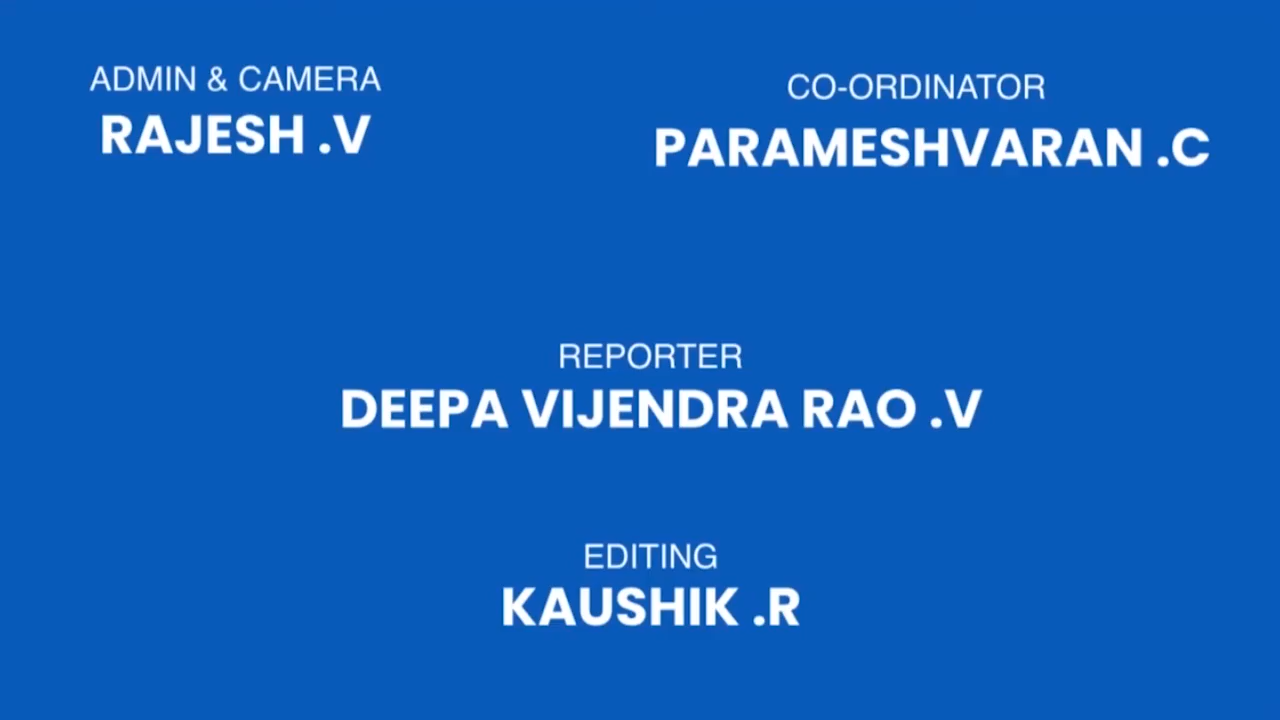 ADMIN & CAMERA
RAJESH .V
CO-ORDINATOR
PARAMESHVARAN .C
REPORTER
DEEPA VIJENDRA RAO .V
EDITING
KAUSHIK .R